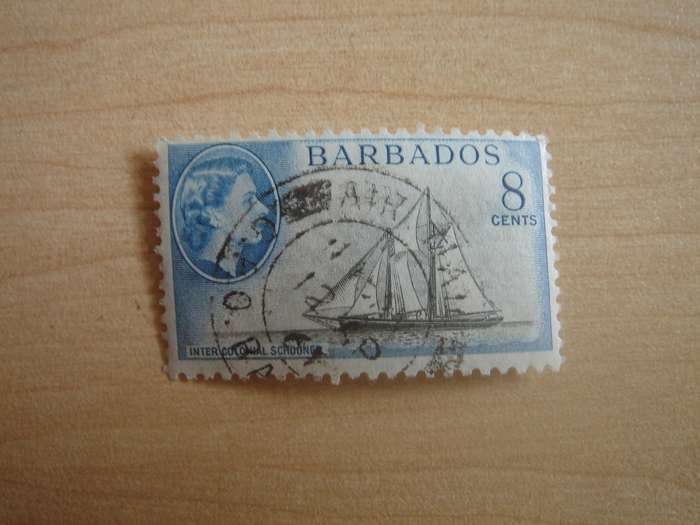 BARBADOS
8
CENTS
INTER COLONIAL SCHOONER